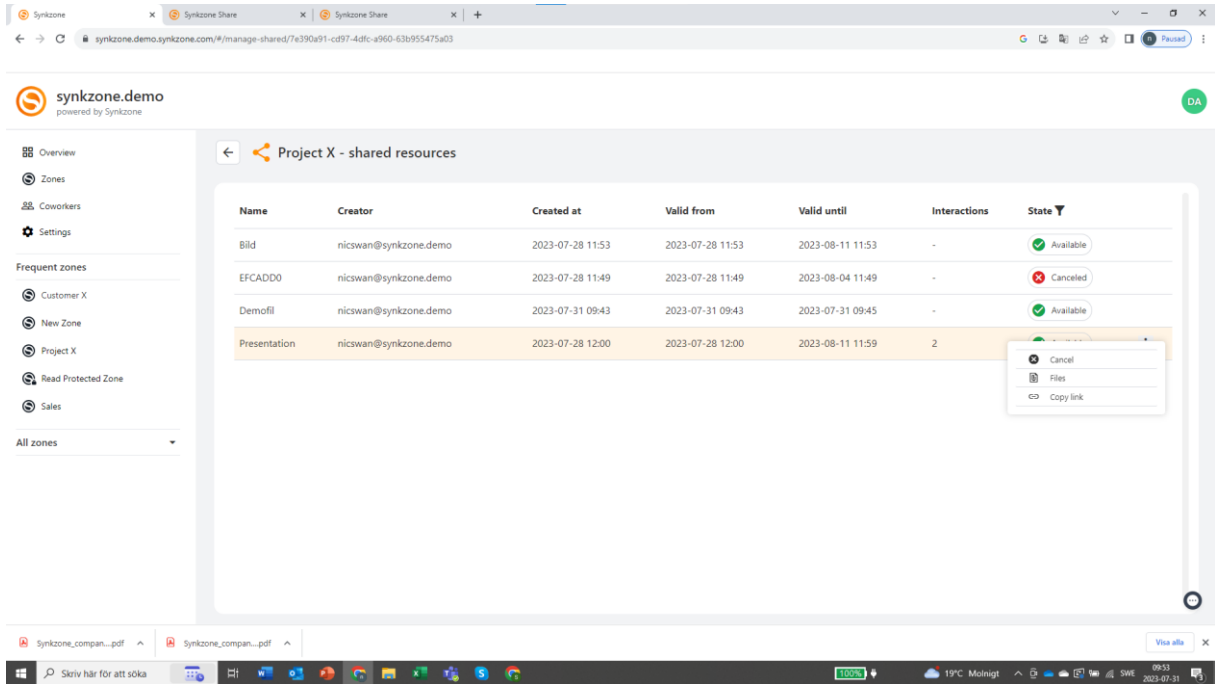 Synkzone
Synkzone Share
Synkzone Share
synkzone.demo.synkzone.com/#/manage-shared/7e390a91-cd97-4dfc-a960-63b955475a03
Pausad
synkzone.demo
powered by Synkzone
DA
Overview
Zones
Coworkers
Settings
Frequent zones
Customer X
New Zone
Project X
Read Protected Zone
Sales
All zones
Project X - shared resources
Name Creator Created at Valid from Valid until Interactions State
Bild nicswan@synkzone.demo 2023-07-28 11:53 2023-07-28 11:53 2023-08-11 11:53 - Available
EFCADD0 nicswan@synkzone.demo 2023-07-28 11:49 2023-07-28 11:49 2023-08-04 11:49 - Canceled
Demofil nicswan@synkzone.demo 2023-07-31 09:43 2023-07-31 09:43 2023-07-31 09:45 - Available
Presentation nicswan@synkzone.demo 2023-07-28 12:00 2023-07-28 12:00 2023-08-11 11:59 2
Cancel
Files
Copy link
Synkzone_compan....pdf
Synkzone_compan....pdf
Visa alla
Skriv här för att söka
100%
19°C Molnigt
SWE
09:53
2023-07-31